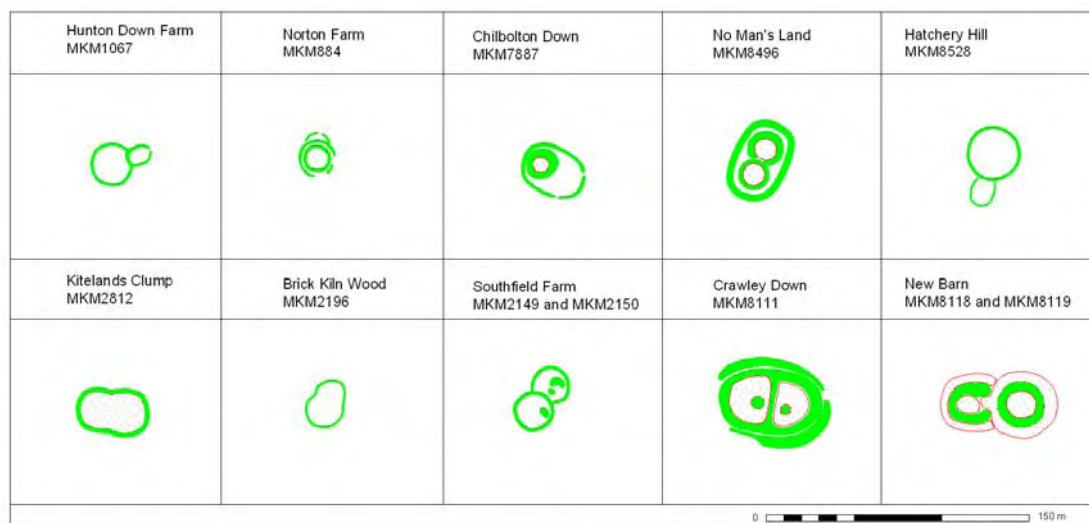 Hunton Down Farm
MKM1067
Norton Farm
MKM884
Chilbolton Down
MKM7887
No Man's Land
MKM8496
Hatchery Hill
MKM8528
Kitelands Clump
MKM2812
Brick Kiln Wood
MKM2196
Southfield Farm
MKM2149 and MKM2150
Crawley Down
MKM8111
New Barn
MKM8118 and MKM8119
0 150 m